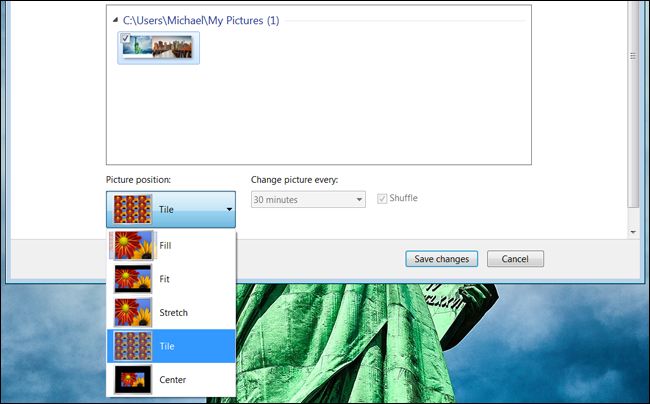 C:\Users\Michael\My Pictures (1)
Picture position:
Change picture every:
Tile
30 minutes
Shuffle
Fill
Fit
Stretch
Tile
Center
Save changes
Cancel